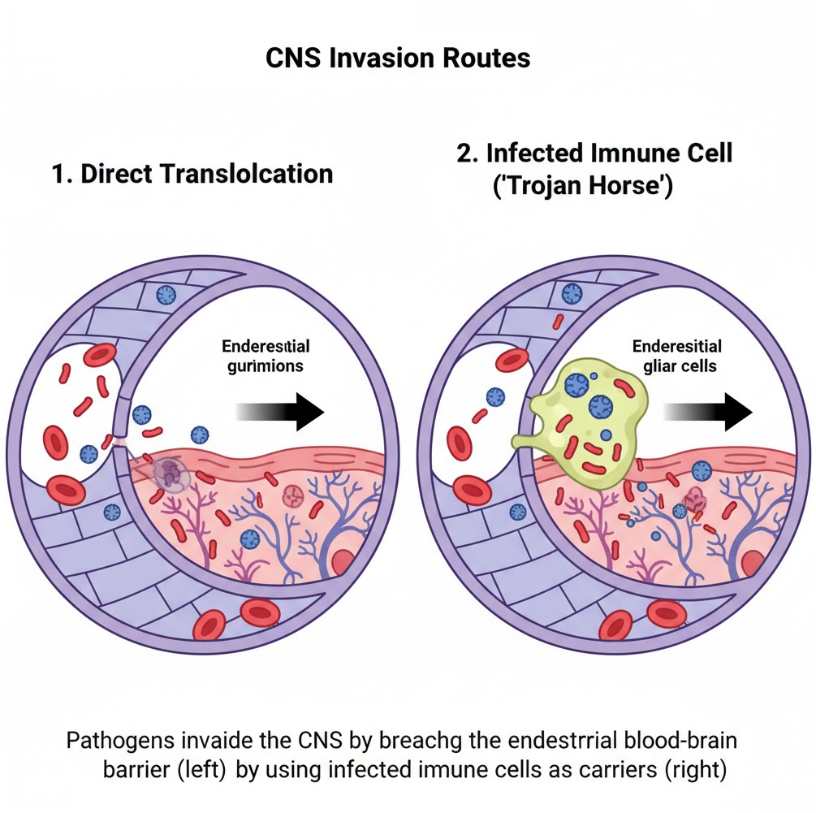 CNS Invasion Routes
1. Direct Translolcation
2. Infected Imnune Cell
('Trojan Horse')
Enderestial
gurimions
Enderesitial
gliar cells
Pathogens invaide the CNS by breachg the endestrrial blood-brain
barrier (left) by using infected imune cells as carriers (right)